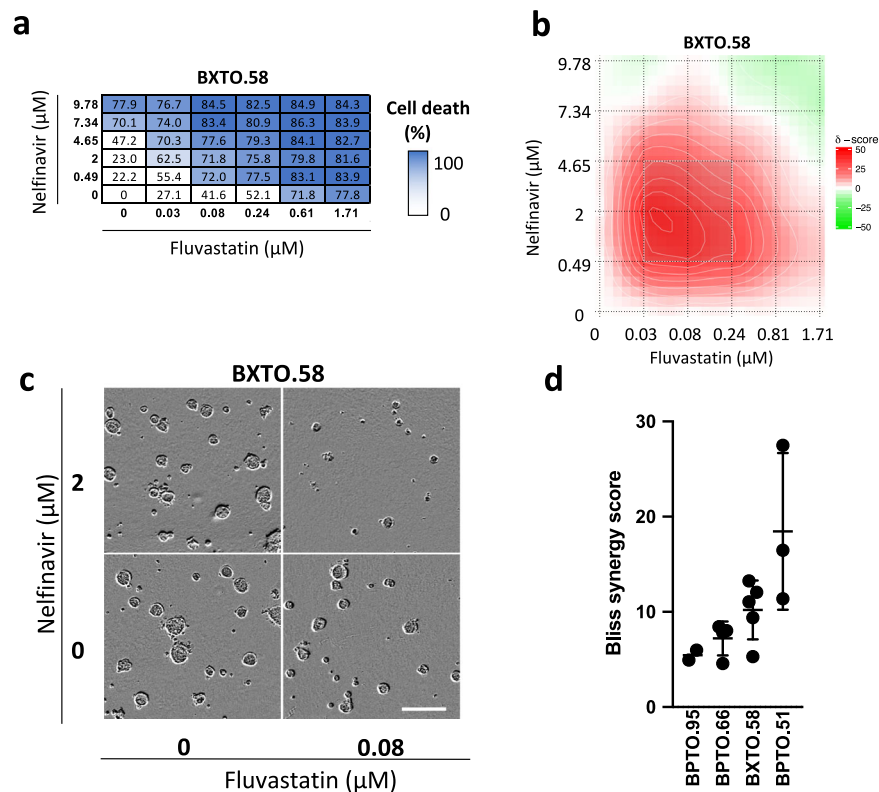 a
BXTO.58
Nelfinavir (µM)
9.78 77.9 76.7 84.5 82.5 84.9 84.3
7.34 70.1 74.0 83.4 80.9 86.3 83.9
4.65 47.2 70.3 77.6 79.3 84.1 82.7
2 23.0 62.5 71.8 75.8 79.8 81.6
0.49 22.2 55.4 72.0 77.5 83.1 83.9
0 0 27.1 41.6 52.1 71.8 77.8
0 0.03 0.08 0.24 0.61 1.71
Fluvastatin (µM)
Cell death
(%)
100
0
b
BXTO.58
Nelfinavir (µM)
9.78
7.34
4.65
2
0.49
0
0 0.03 0.08 0.24 0.81 1.71
Fluvastatin (µM)
δ –score
50
25
0
−25
−50
c
BXTO.58
Nelfinavir (µM)
2
0
0 0.08
Fluvastatin (µM)
d
Bliss synergy score
30
20
10
0
BPTO.95
BPTO.66
BXTO.58
BPTO.51